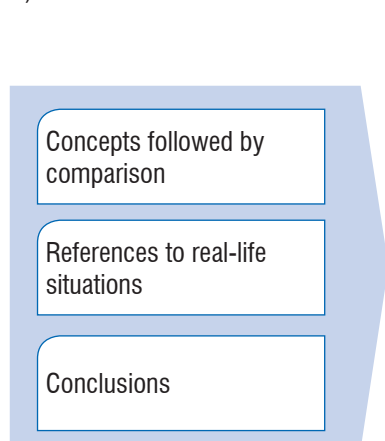 Concepts followed by
comparison
References to real-life
situations
Conclusions